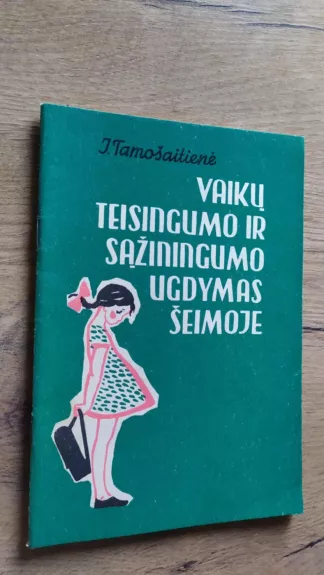 J. Tamošaitienė
VAIKŲ
TEISINGUMO IR
SĄŽININGUMO
UGDYMAS
ŠEIMOJE